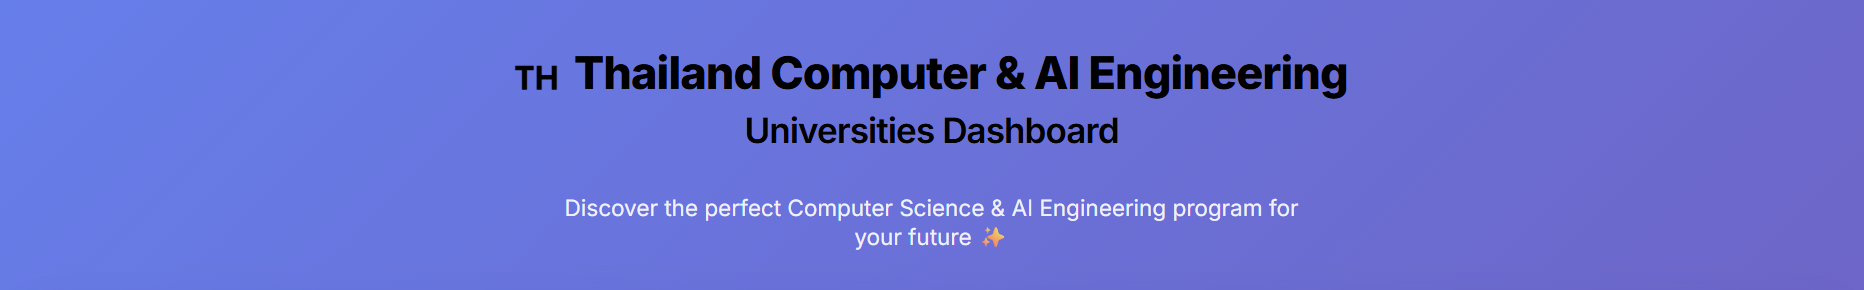 TH Thailand Computer & AI Engineering
Universities Dashboard
Discover the perfect Computer Science & AI Engineering program for
your future ✨